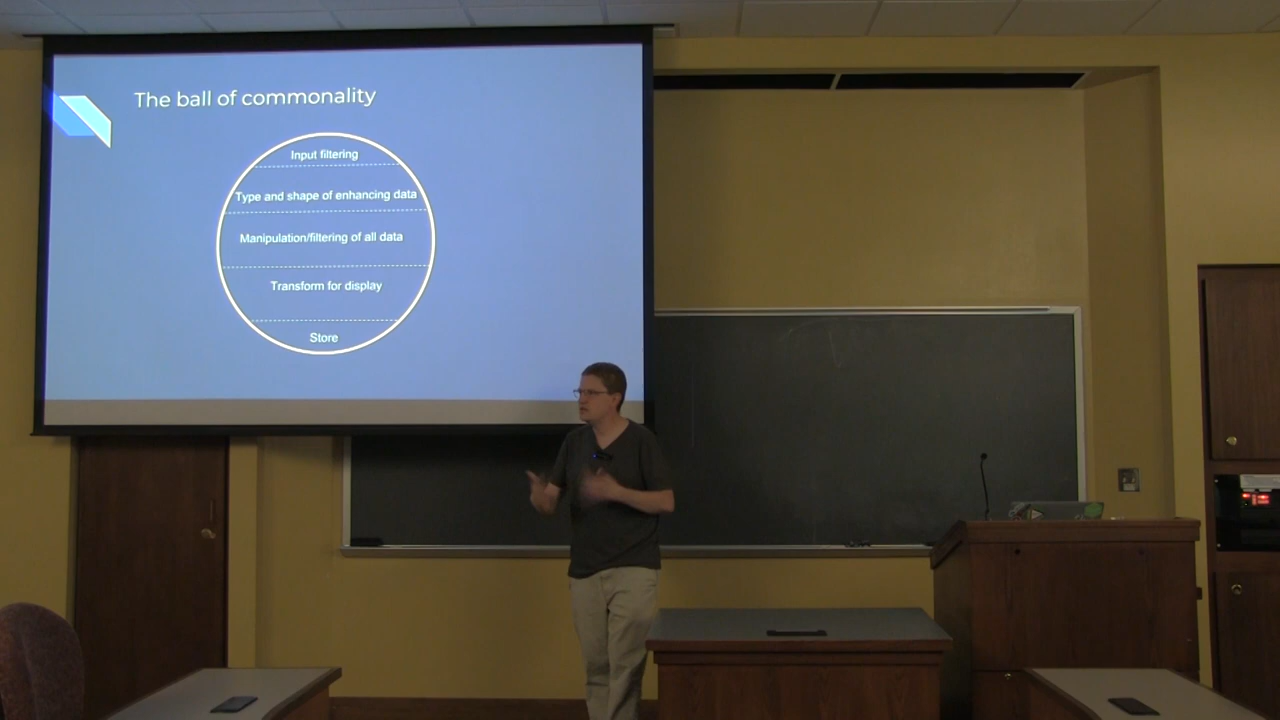 The ball of commonality
Input filtering
Type and shape of enhancing data
Manipulation/filtering of all data
Transform for display
Store